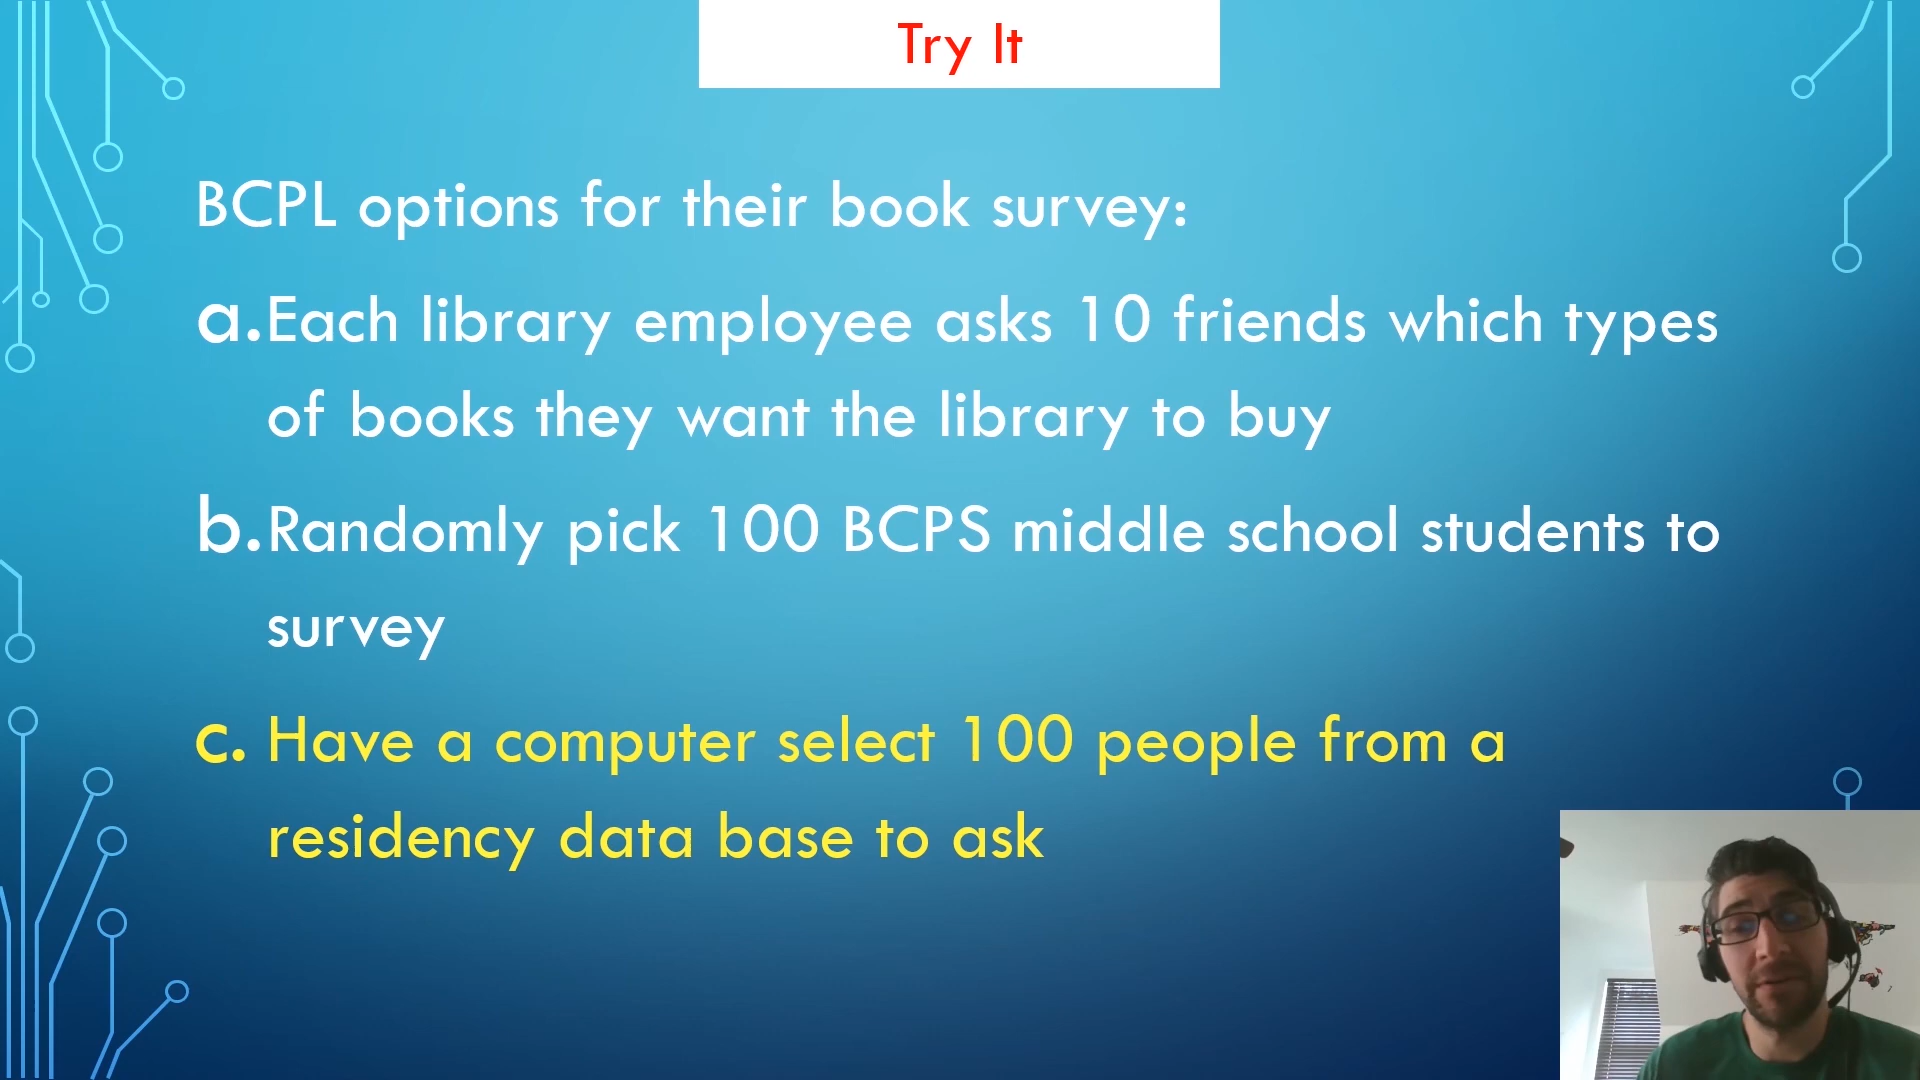 Try It
BCPL options for their book survey:
a. Each library employee asks 10 friends which types
of books they want the library to buy
b. Randomly pick 100 BCPS middle school students to
survey
c. Have a computer select 100 people from a
residency data base to ask